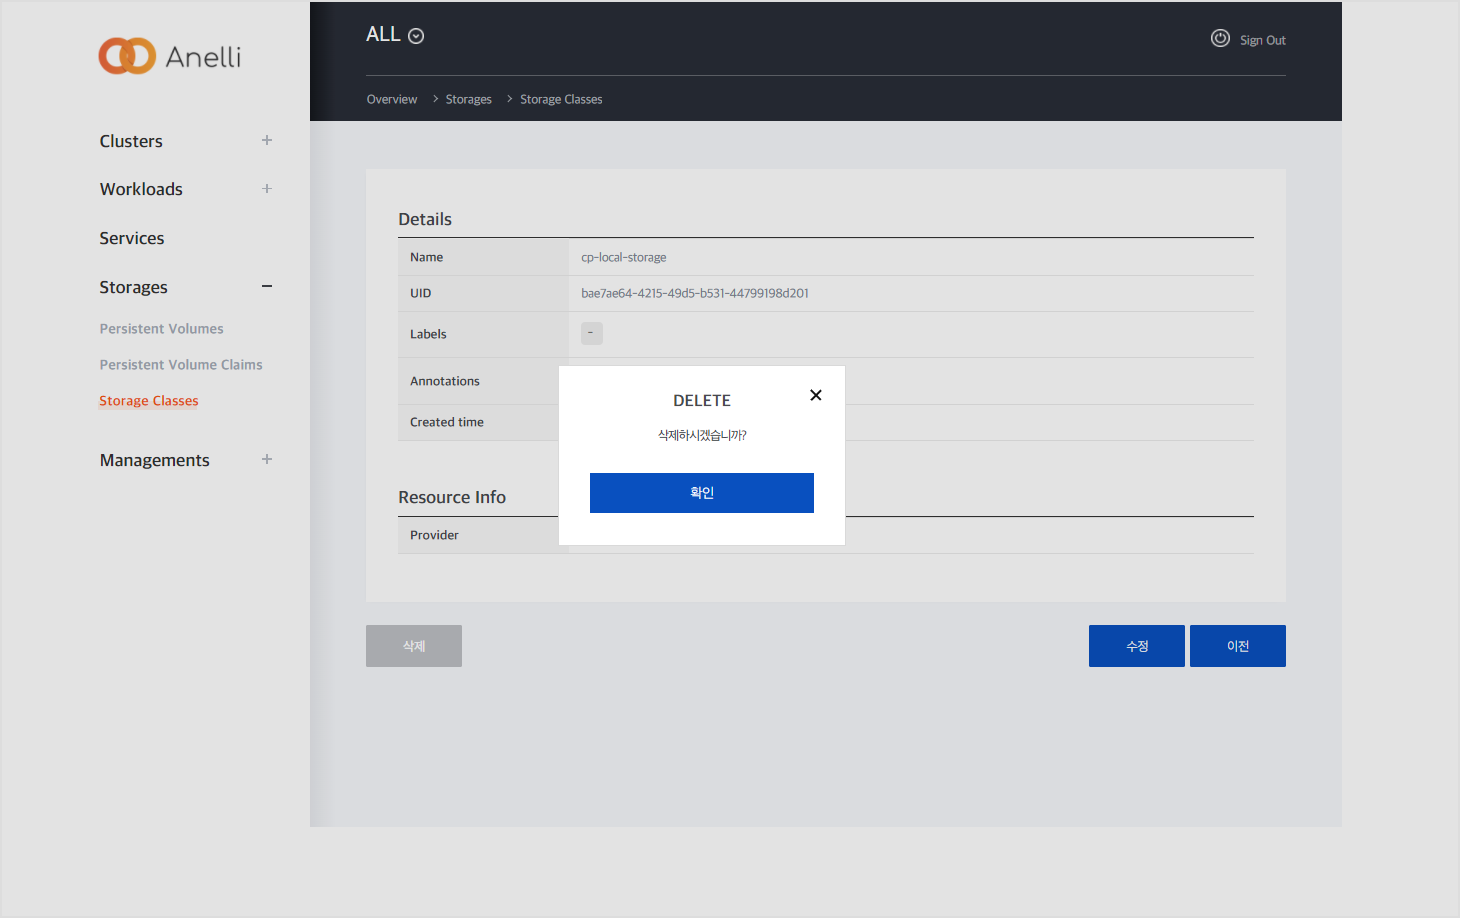 Anelli
Clusters
Workloads
Services
Storages
Persistent Volumes
Persistent Volume Claims
Storage Classes
Managements
ALL
Sign Out
Overview > Storages > Storage Classes
Details
Name cp-local-storage
UID bae7ae64-4215-49d5-b531-44799198d201
Labels -
Annotations
Created time
Resource Info
Provider
DELETE
삭제하시겠습니까?
확인
삭제
수정
이전